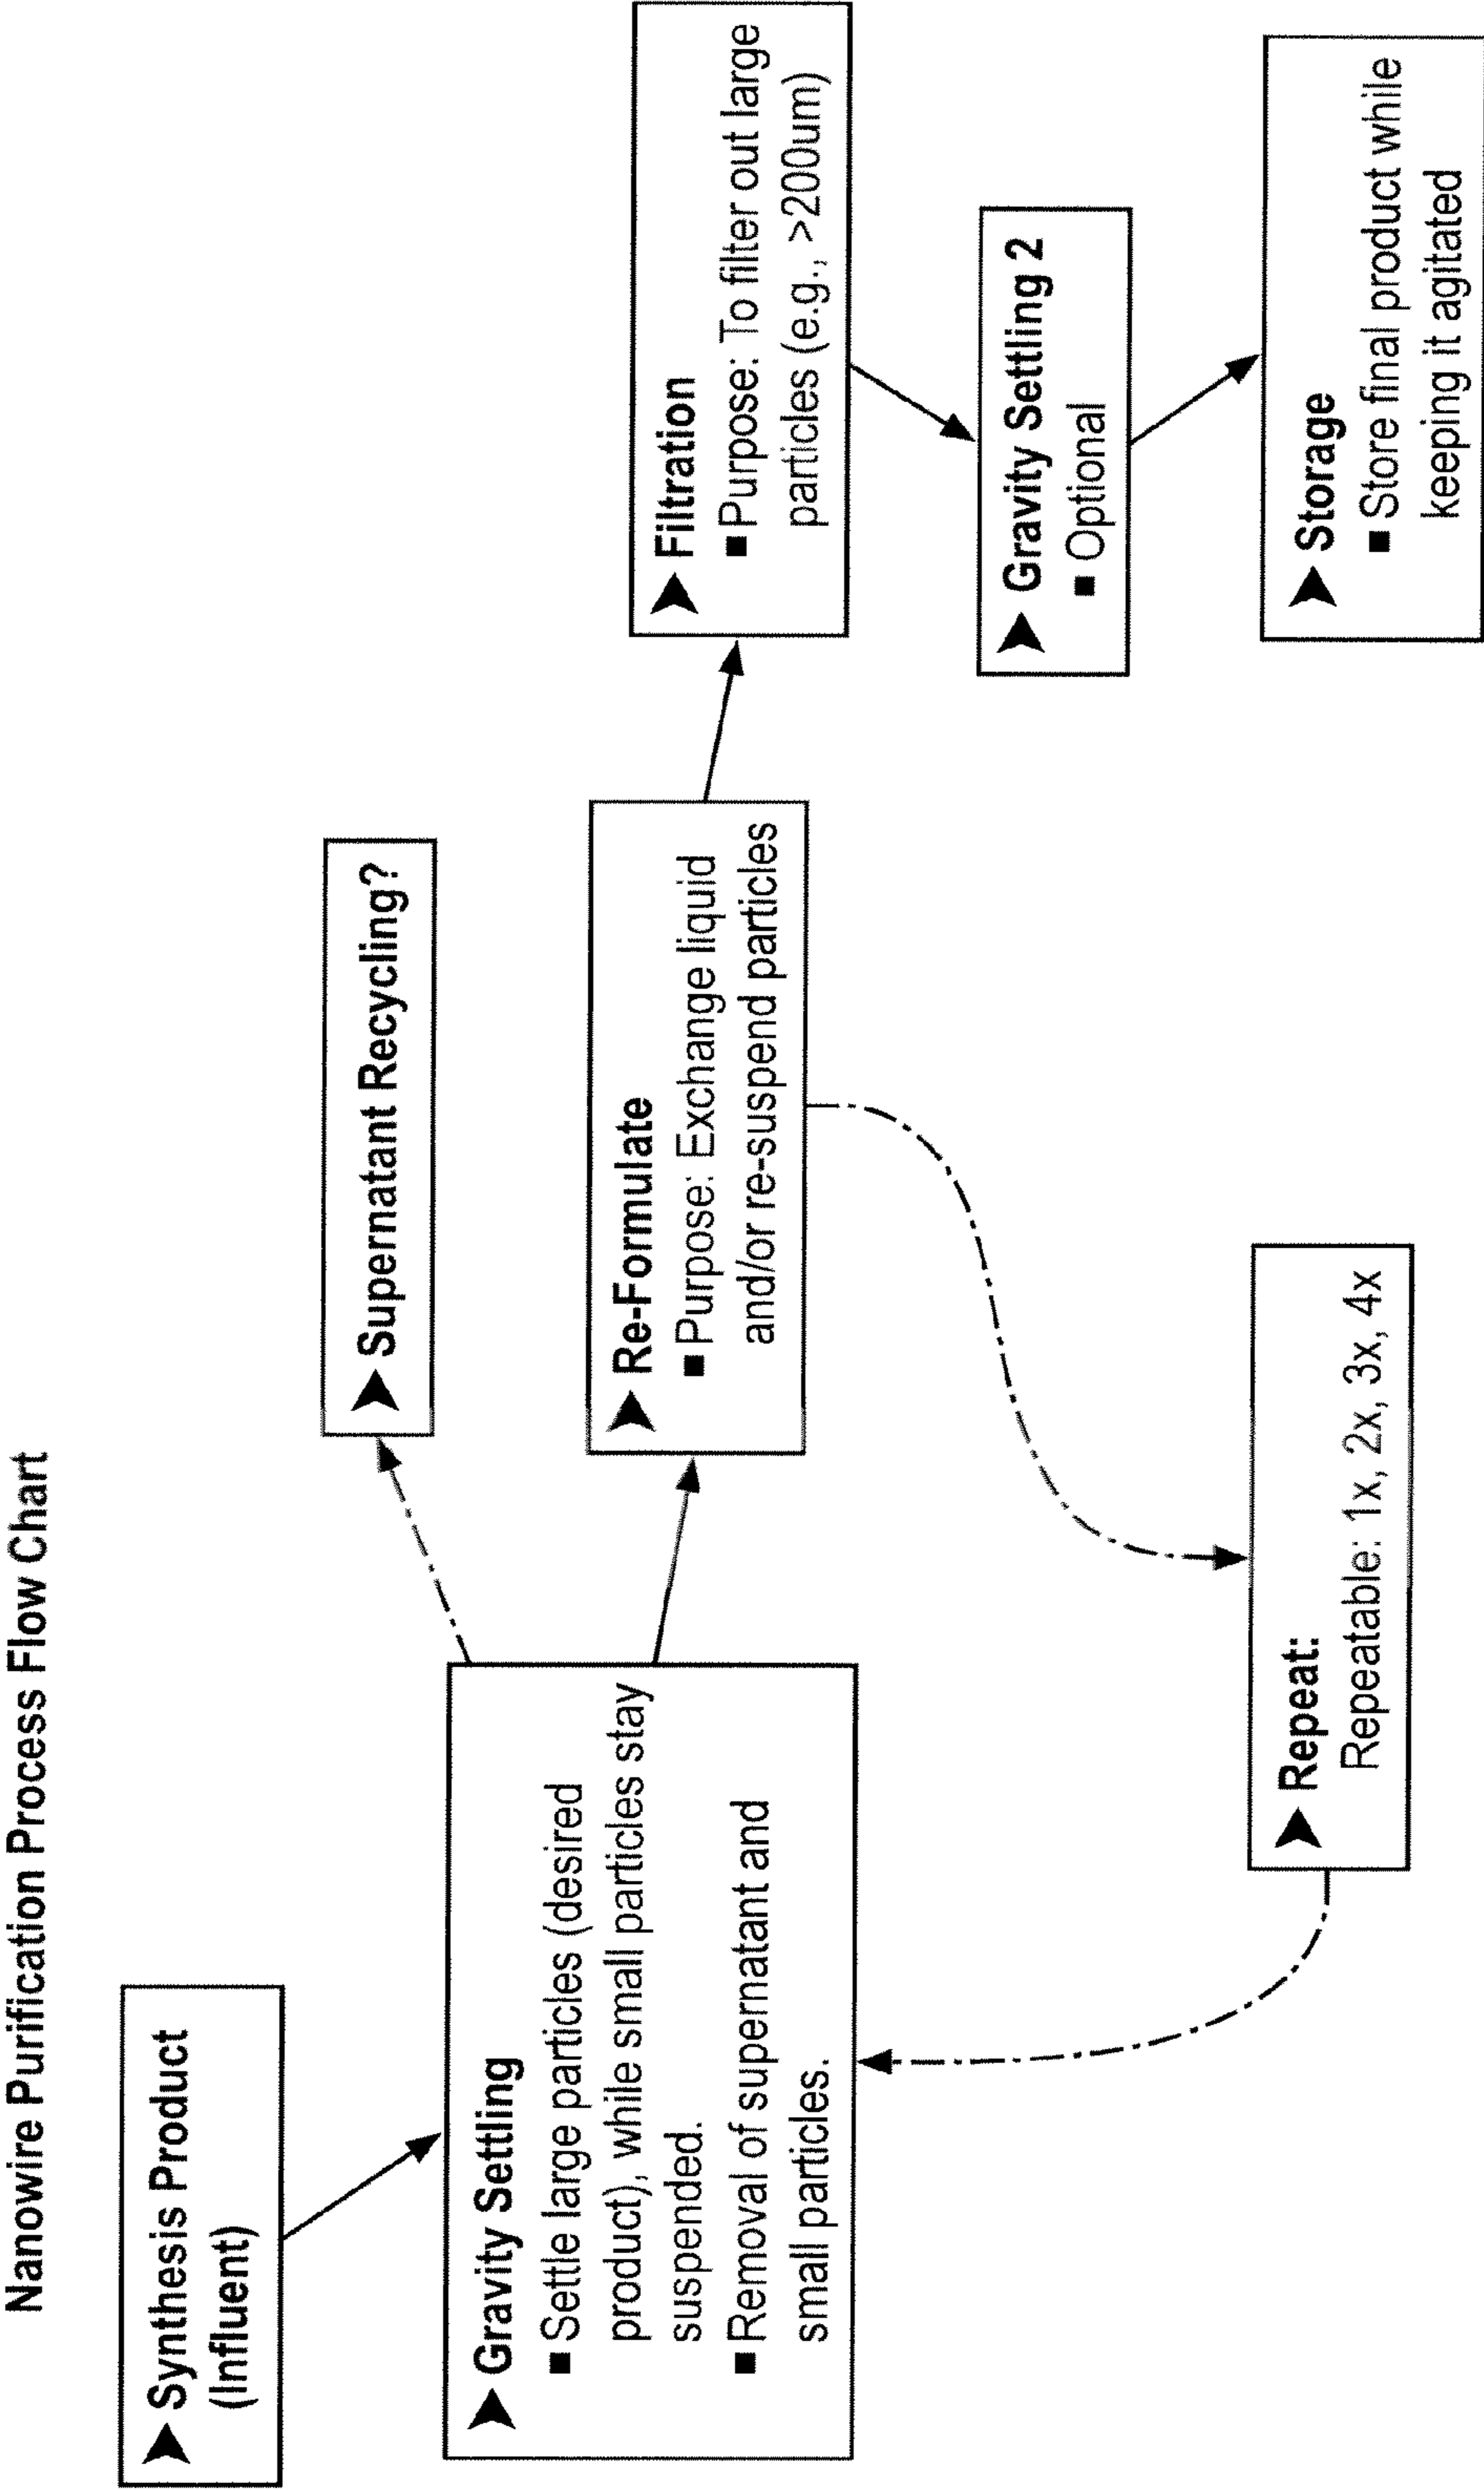 Nanowire Purification Process Flow Chart
➤ Synthesis Product
(Influent)
➤ Gravity Settling
■ Settle large particles (desired
product), while small particles stay
suspended.
■ Removal of supernatant and
small particles.
➤ Supernatant Recycling?
➤ Re-Formulate
■ Purpose: Exchange liquid
and/or re-suspend particles
➤ Repeat:
Repeatable: 1x, 2x, 3x, 4x
➤ Filtration
■ Purpose: To filter out large
particles (e.g., >200um)
➤ Gravity Settling 2
■ Optional
➤ Storage
■ Store final product while
keeping it agitated